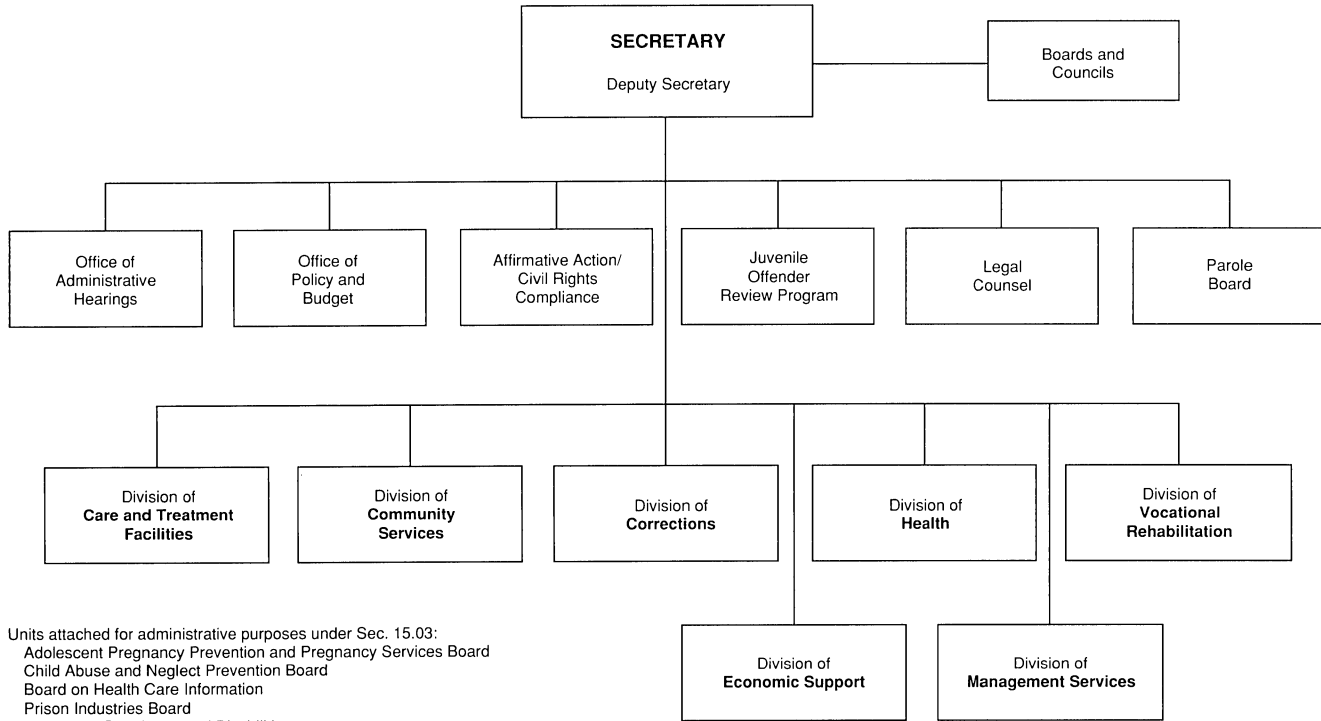 SECRETARY
Deputy Secretary
Boards and
Councils
Office of
Administrative
Hearings
Office of
Policy and
Budget
Affirmative Action/
Civil Rights
Compliance
Juvenile
Offender
Review Program
Legal
Counsel
Parole
Board
Division of
Care and Treatment
Facilities
Division of
Community
Services
Division of
Corrections
Division of
Health
Division of
Vocational
Rehabilitation
Division of
Economic Support
Division of
Management Services
Units attached for administrative purposes under Sec. 15.03:
Adolescent Pregnancy Prevention and Pregnancy Services Board
Child Abuse and Neglect Prevention Board
Board on Health Care Information
Prison Industries Board